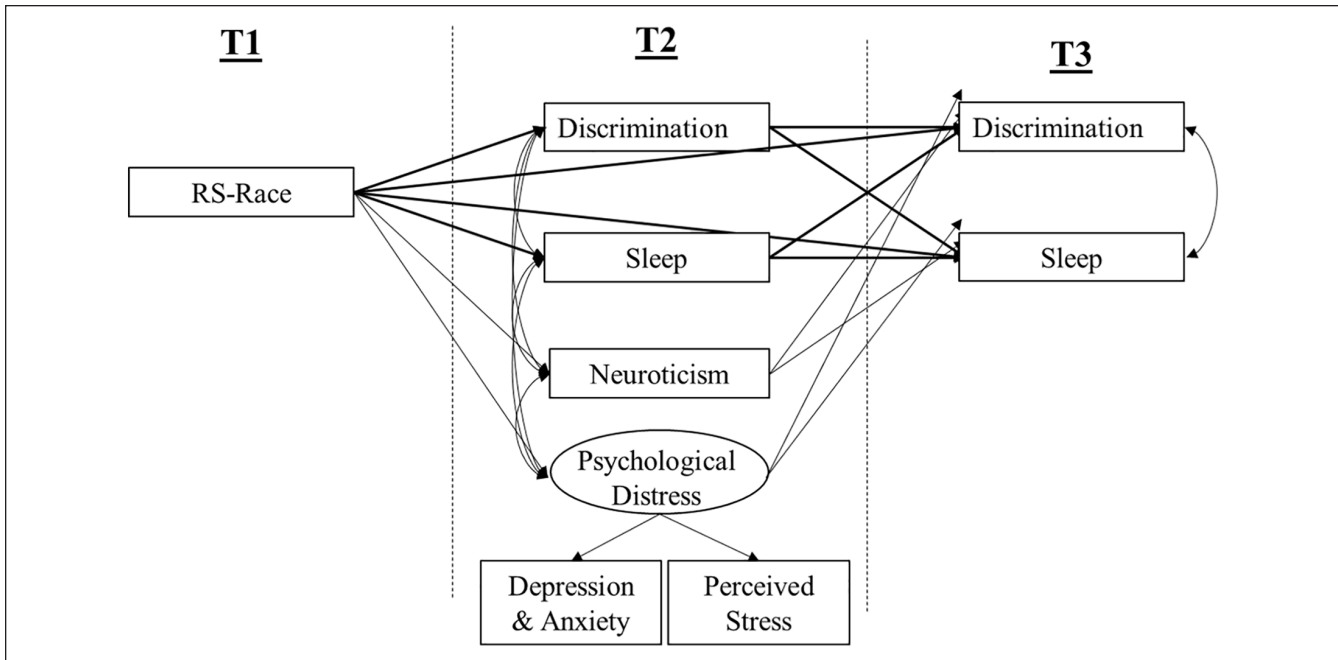 T1
T2
T3
Discrimination
Discrimination
RS-Race
Sleep
Sleep
Neuroticism
Psychological
Distress
Depression
& Anxiety
Perceived
Stress